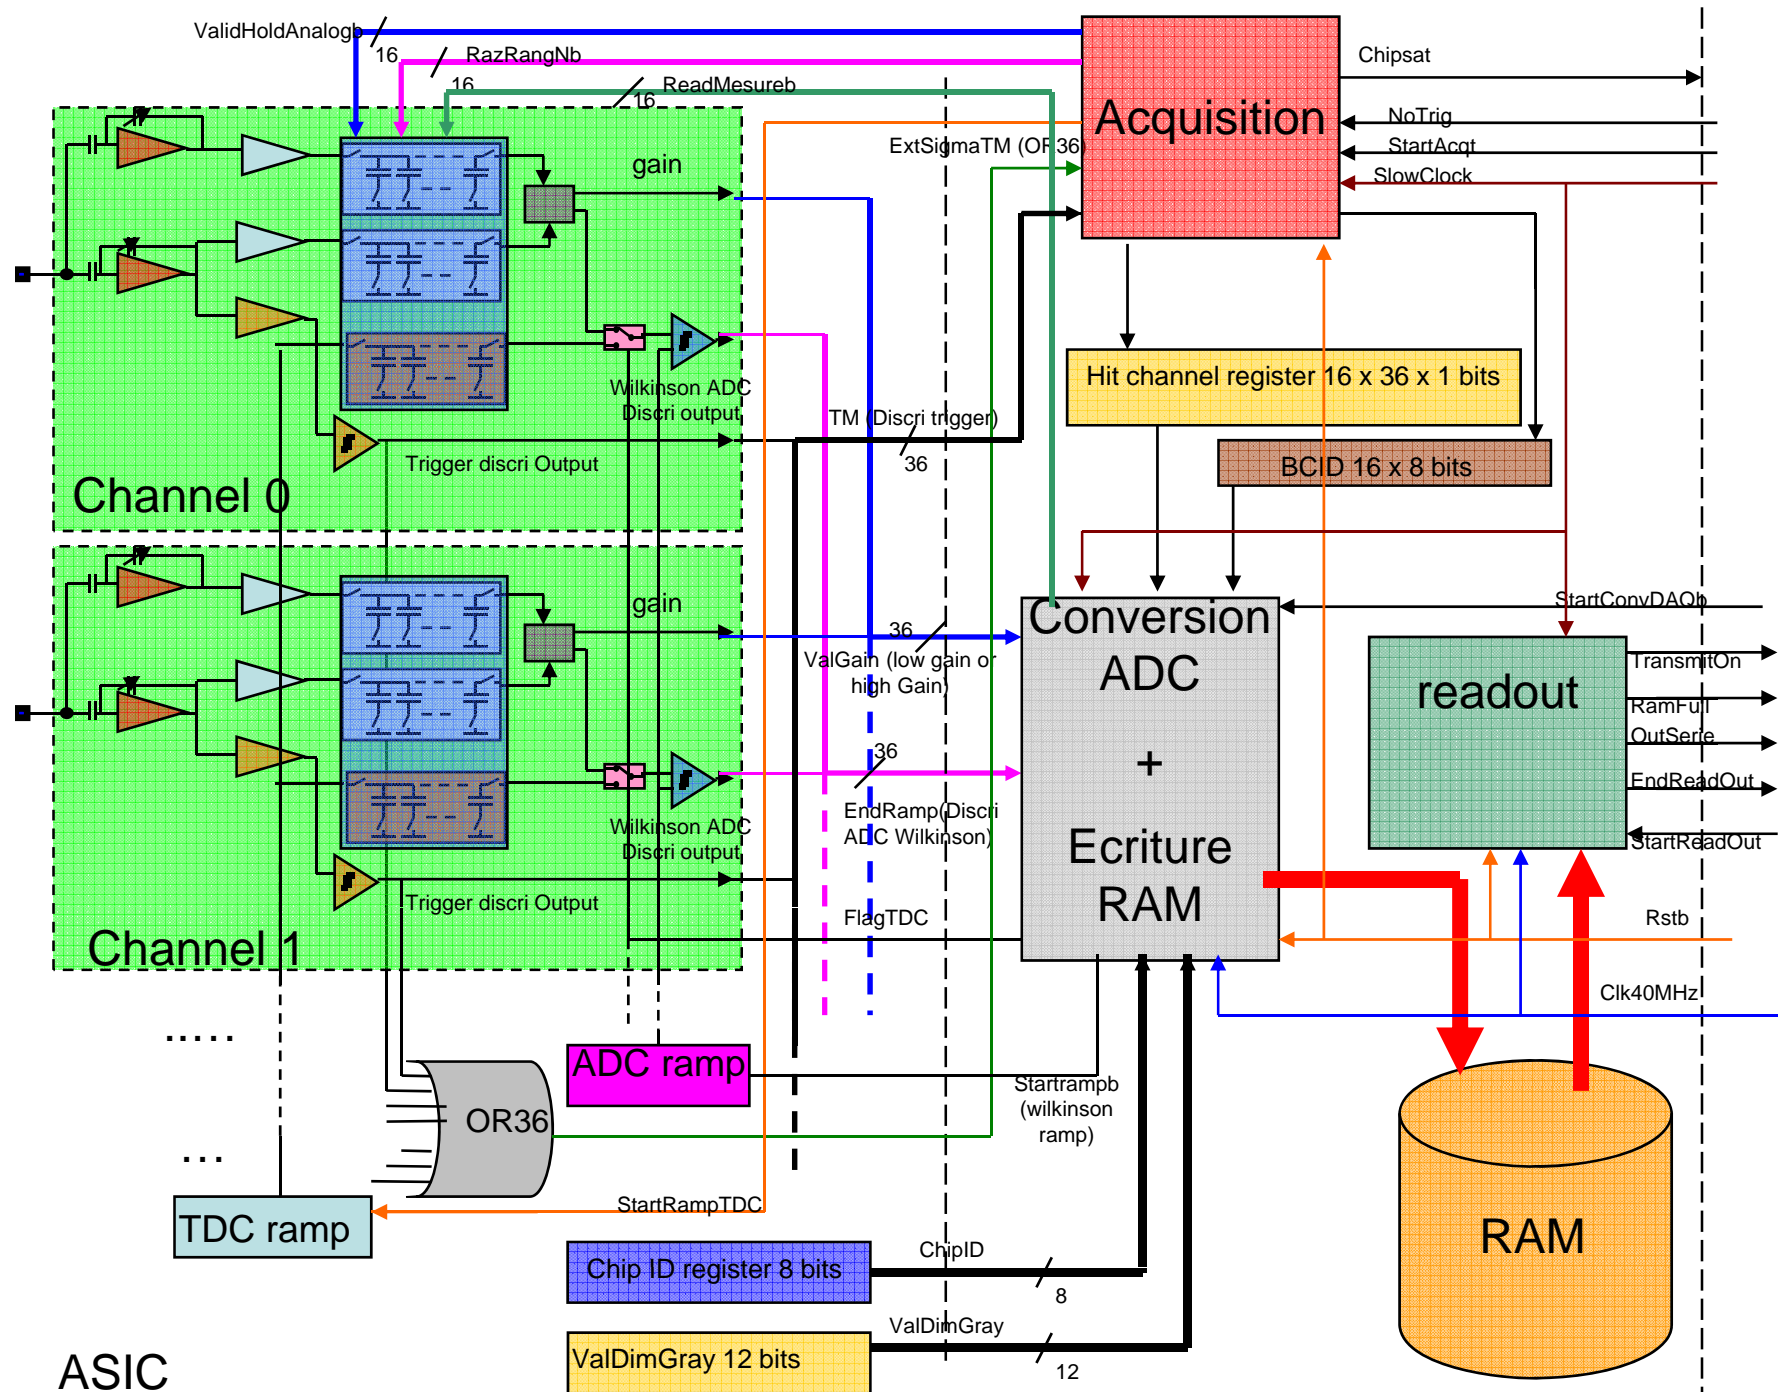 ValidHoldAnalogb
16
RazRangNb
16
ReadMesureb
16
Acquisition
Chipsat
NoTrig
StartAcqt
SlowClock
ExtSigmaTM (OR36)
gain
Wilkinson ADC
Discri output
Trigger discri Output
Channel 0
TM (Discri trigger)
36
Hit channel register 16 x 36 x 1 bits
BCID 16 x 8 bits
gain
36
ValGain (low gain or
high Gain)
Conversion
ADC
+
Ecriture
RAM
StartConvDAQb
readout
TransmitOn
RamFull
OutSerie
EndReadOut
StartReadOut
36
EndRamp(Discri
ADC Wilkinson)
Wilkinson ADC
Discri output
Trigger discri Output
Channel 1
FlagTDC
Rstb
Clk40MHz
.....
ADC ramp
Startrampb
(wilkinson
ramp)
OR36
...
StartRampTDC
TDC ramp
RAM
Chip ID register 8 bits
ChipID
8
ValDimGray 12 bits
ValDimGray
12
ASIC